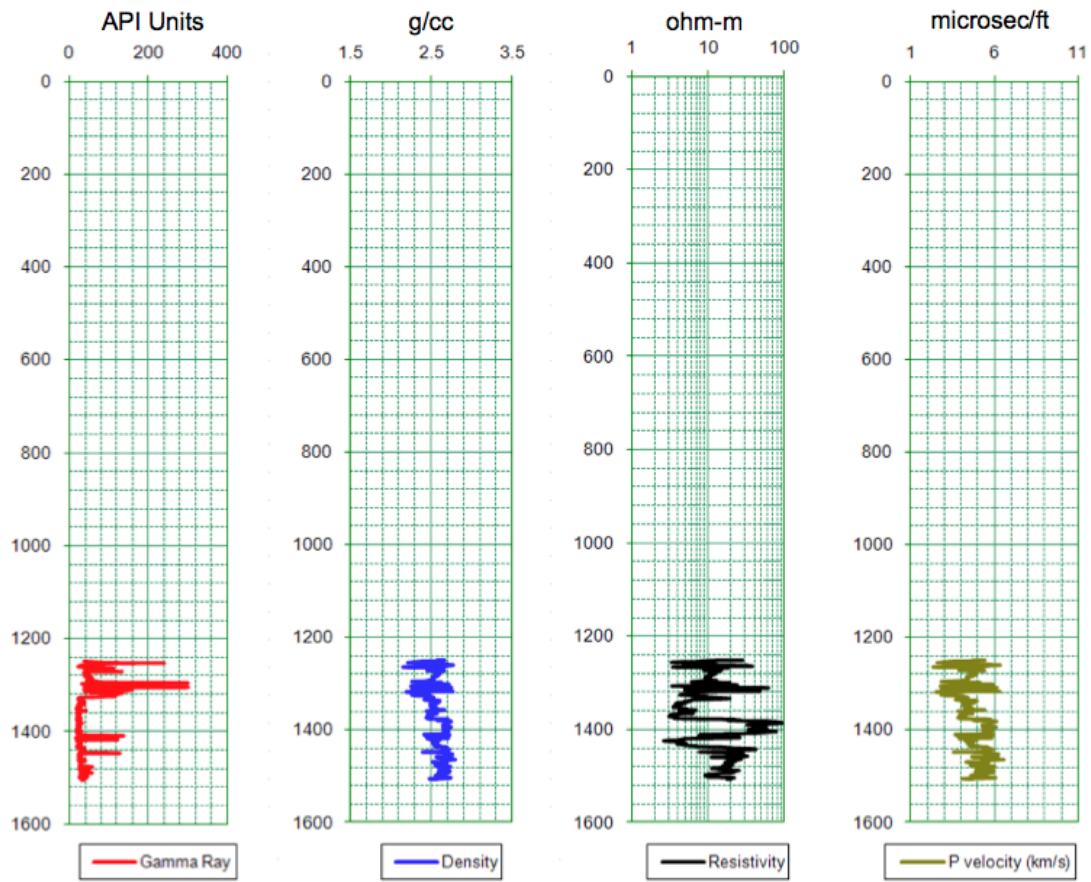 API Units g/cc ohm-m microsec/ft
0 200 400 1.5 2.5 3.5 1 10 100 1 6 11
0 0 0 0
200 200 200 200
400 400 400 400
600 600 600 600
800 800 800 800
1000 1000 1000 1000
1200 1200 1200 1200
1400 1400 1400 1400
1600 1600 1600 1600
Gamma Ray Density Resistivity P velocity (km/s)